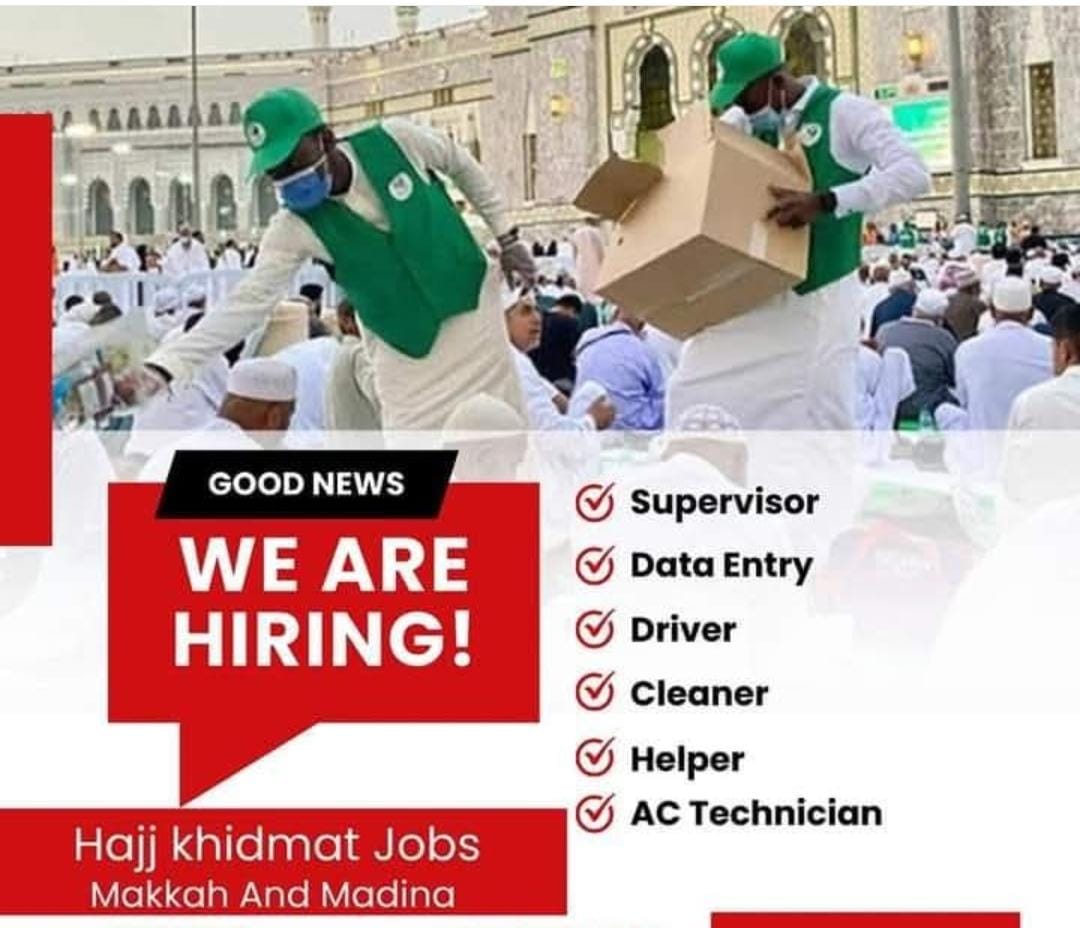 GOOD NEWS
WE ARE
HIRING!
Supervisor
Data Entry
Driver
Cleaner
Helper
AC Technician
Hajj khidmat Jobs
Makkah And Madina